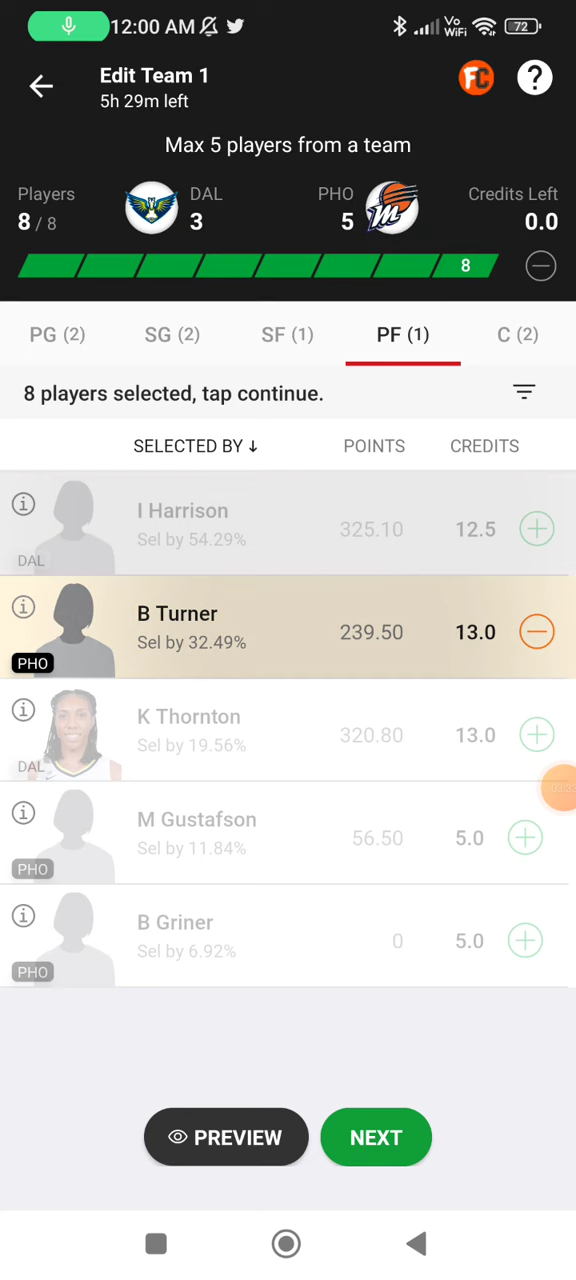 12:00 AM
Vo
WiFi
72
Edit Team 1
5h 29m left
FC
?
Max 5 players from a team
Players
8 / 8
DAL
3
PHO
5
M
Credits Left
0.0
8
PG (2)
SG (2)
SF (1)
PF (1)
C (2)
8 players selected, tap continue.
SELECTED BY ↓
POINTS
CREDITS
I Harrison
Sel by 54.29%
325.10
12.5
DAL
B Turner
Sel by 32.49%
239.50
13.0
PHO
K Thornton
Sel by 19.56%
320.80
13.0
DAL
M Gustafson
Sel by 11.84%
56.50
5.0
PHO
B Griner
Sel by 6.92%
0
5.0
PHO
PREVIEW
NEXT